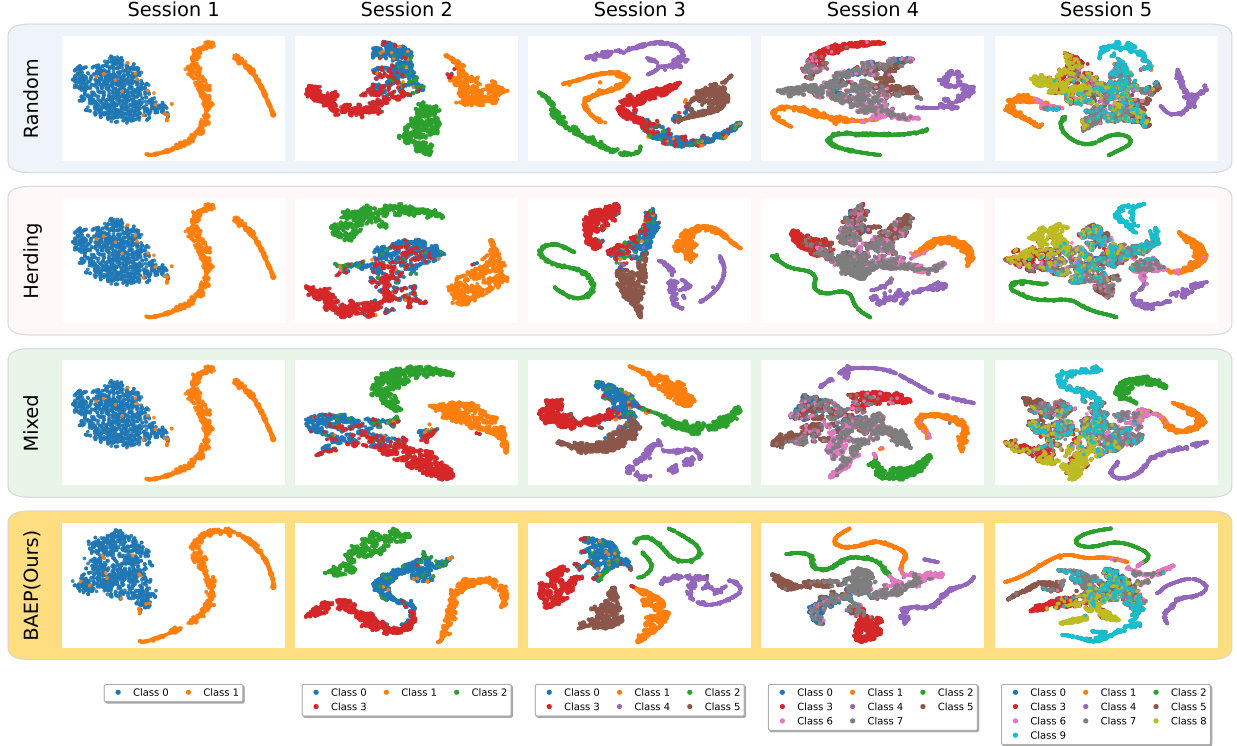 Session 1 Session 2 Session 3 Session 4 Session 5
Random
Herding
Mixed
BAEP(Ours)
Class 0 Class 1
Class 0 Class 1 Class 2
Class 3
Class 0 Class 1 Class 2
Class 3 Class 4 Class 5
Class 0 Class 1 Class 2
Class 3 Class 4 Class 5
Class 6 Class 7
Class 0 Class 1 Class 2
Class 3 Class 4 Class 5
Class 6 Class 7 Class 8
Class 9